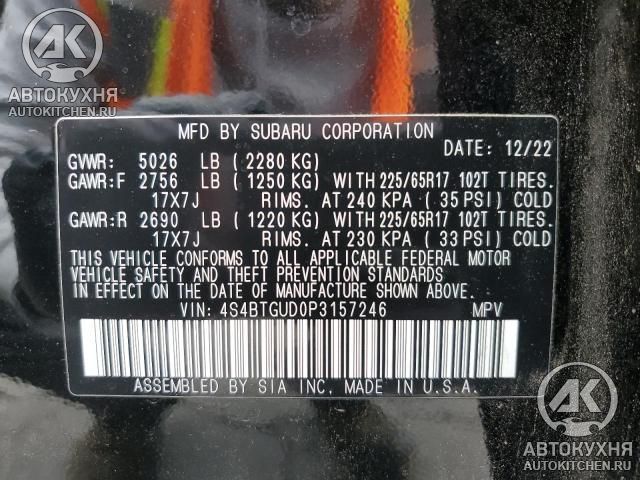 AK
АВТОКУХНЯ
AUTOKITCHEN.RU
MFD BY SUBARU CORPORATION
GVWR: 5026 LB ( 2280 KG) DATE: 12/22
GAWR:F 2756 LB ( 1250 KG) WITH 225/65R17 102T TIRES.
17X7J RIMS. AT 240 KPA ( 35 PSI) COLD
GAWR:R 2690 LB ( 1220 KG) WITH 225/65R17 102T TIRES.
17X7J RIMS. AT 230 KPA ( 33 PSI) COLD
THIS VEHICLE CONFORMS TO ALL APPLICABLE FEDERAL MOTOR
VEHICLE SAFETY AND THEFT PREVENTION STANDARDS
IN EFFECT ON THE DATE OF MANUFACTURE SHOWN ABOVE.
VIN: 4S4BTGUD0P3157246 MPV
ASSEMBLED BY SIA INC. MADE IN U.S.A.
AK
АВТОКУХНЯ
AUTOKITCHEN.RU